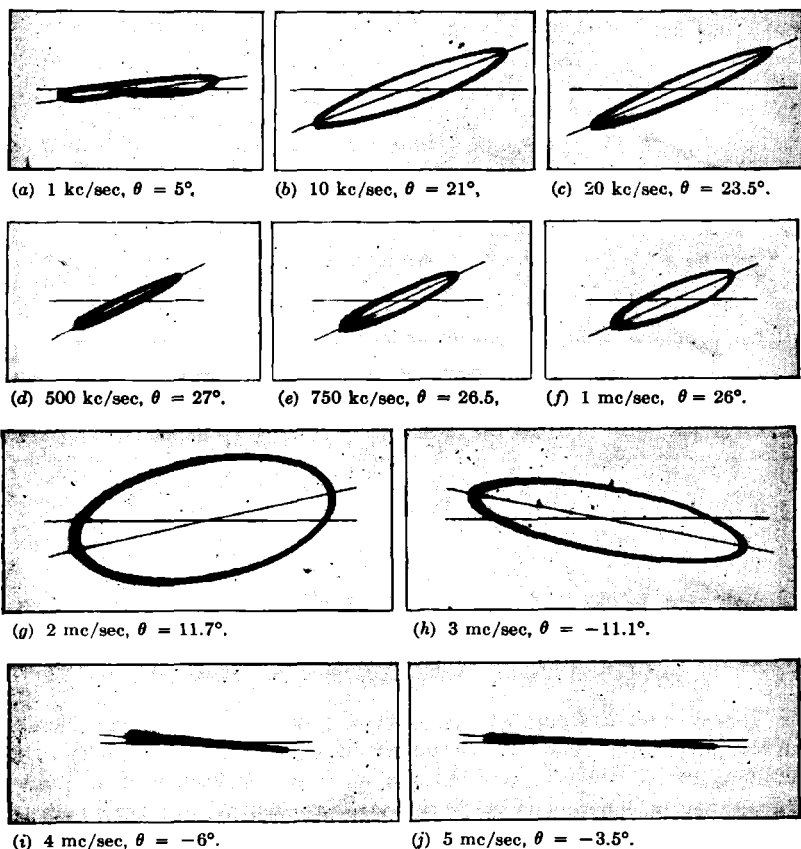 (a) 1 kc/sec, θ = 5°.
(b) 10 kc/sec, θ = 21°,
(c) 20 kc/sec, θ = 23.5°.
(d) 500 kc/sec, θ = 27°.
(e) 750 kc/sec, θ = 26.5,
(f) 1 mc/sec, θ = 26°.
(g) 2 mc/sec, θ = 11.7°.
(h) 3 mc/sec, θ = −11.1°.
(i) 4 mc/sec, θ = −6°.
(j) 5 mc/sec, θ = −3.5°.